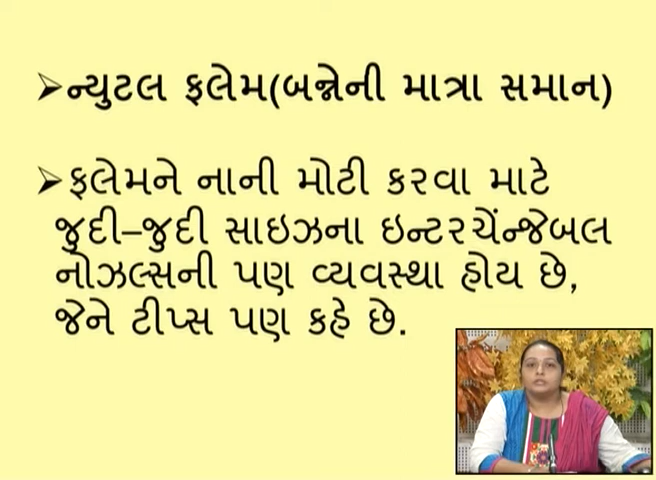 ➢ન્યુટલ ફલેમ(બન્નેની માત્રા સમાન)
➢ફલેમને નાની મોટી કરવા માટે
જુદી–જુદી સાઇઝના ઇન્ટરચેંન્જેબલ
નોઝલ્સની પણ વ્યવસ્થા હોય છે,
જેને ટીપ્સ પણ કહે છે.